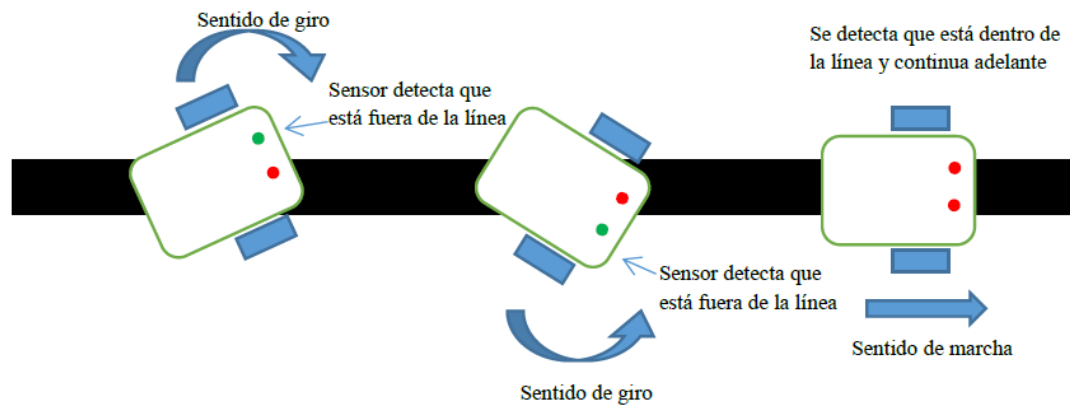 Sentido de giro
Sensor detecta que
está fuera de la línea
Sensor detecta que
está fuera de la línea
Sentido de giro
Se detecta que está dentro de
la línea y continua adelante
Sentido de marcha